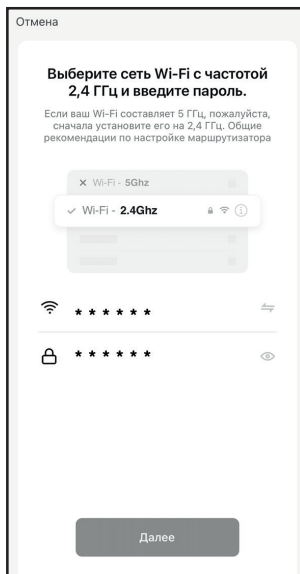 Отмена
Выберите сеть Wi-Fi с частотой
2,4 ГГц и введите пароль.
Если ваш Wi-Fi составляет 5 ГГц, пожалуйста,
сначала установите его на 2,4 ГГц. Общие
рекомендации по настройке маршрутизатора
Wi-Fi - 5Ghz
Wi-Fi - 2.4Ghz
* * * * * *
* * * * * *
Далее